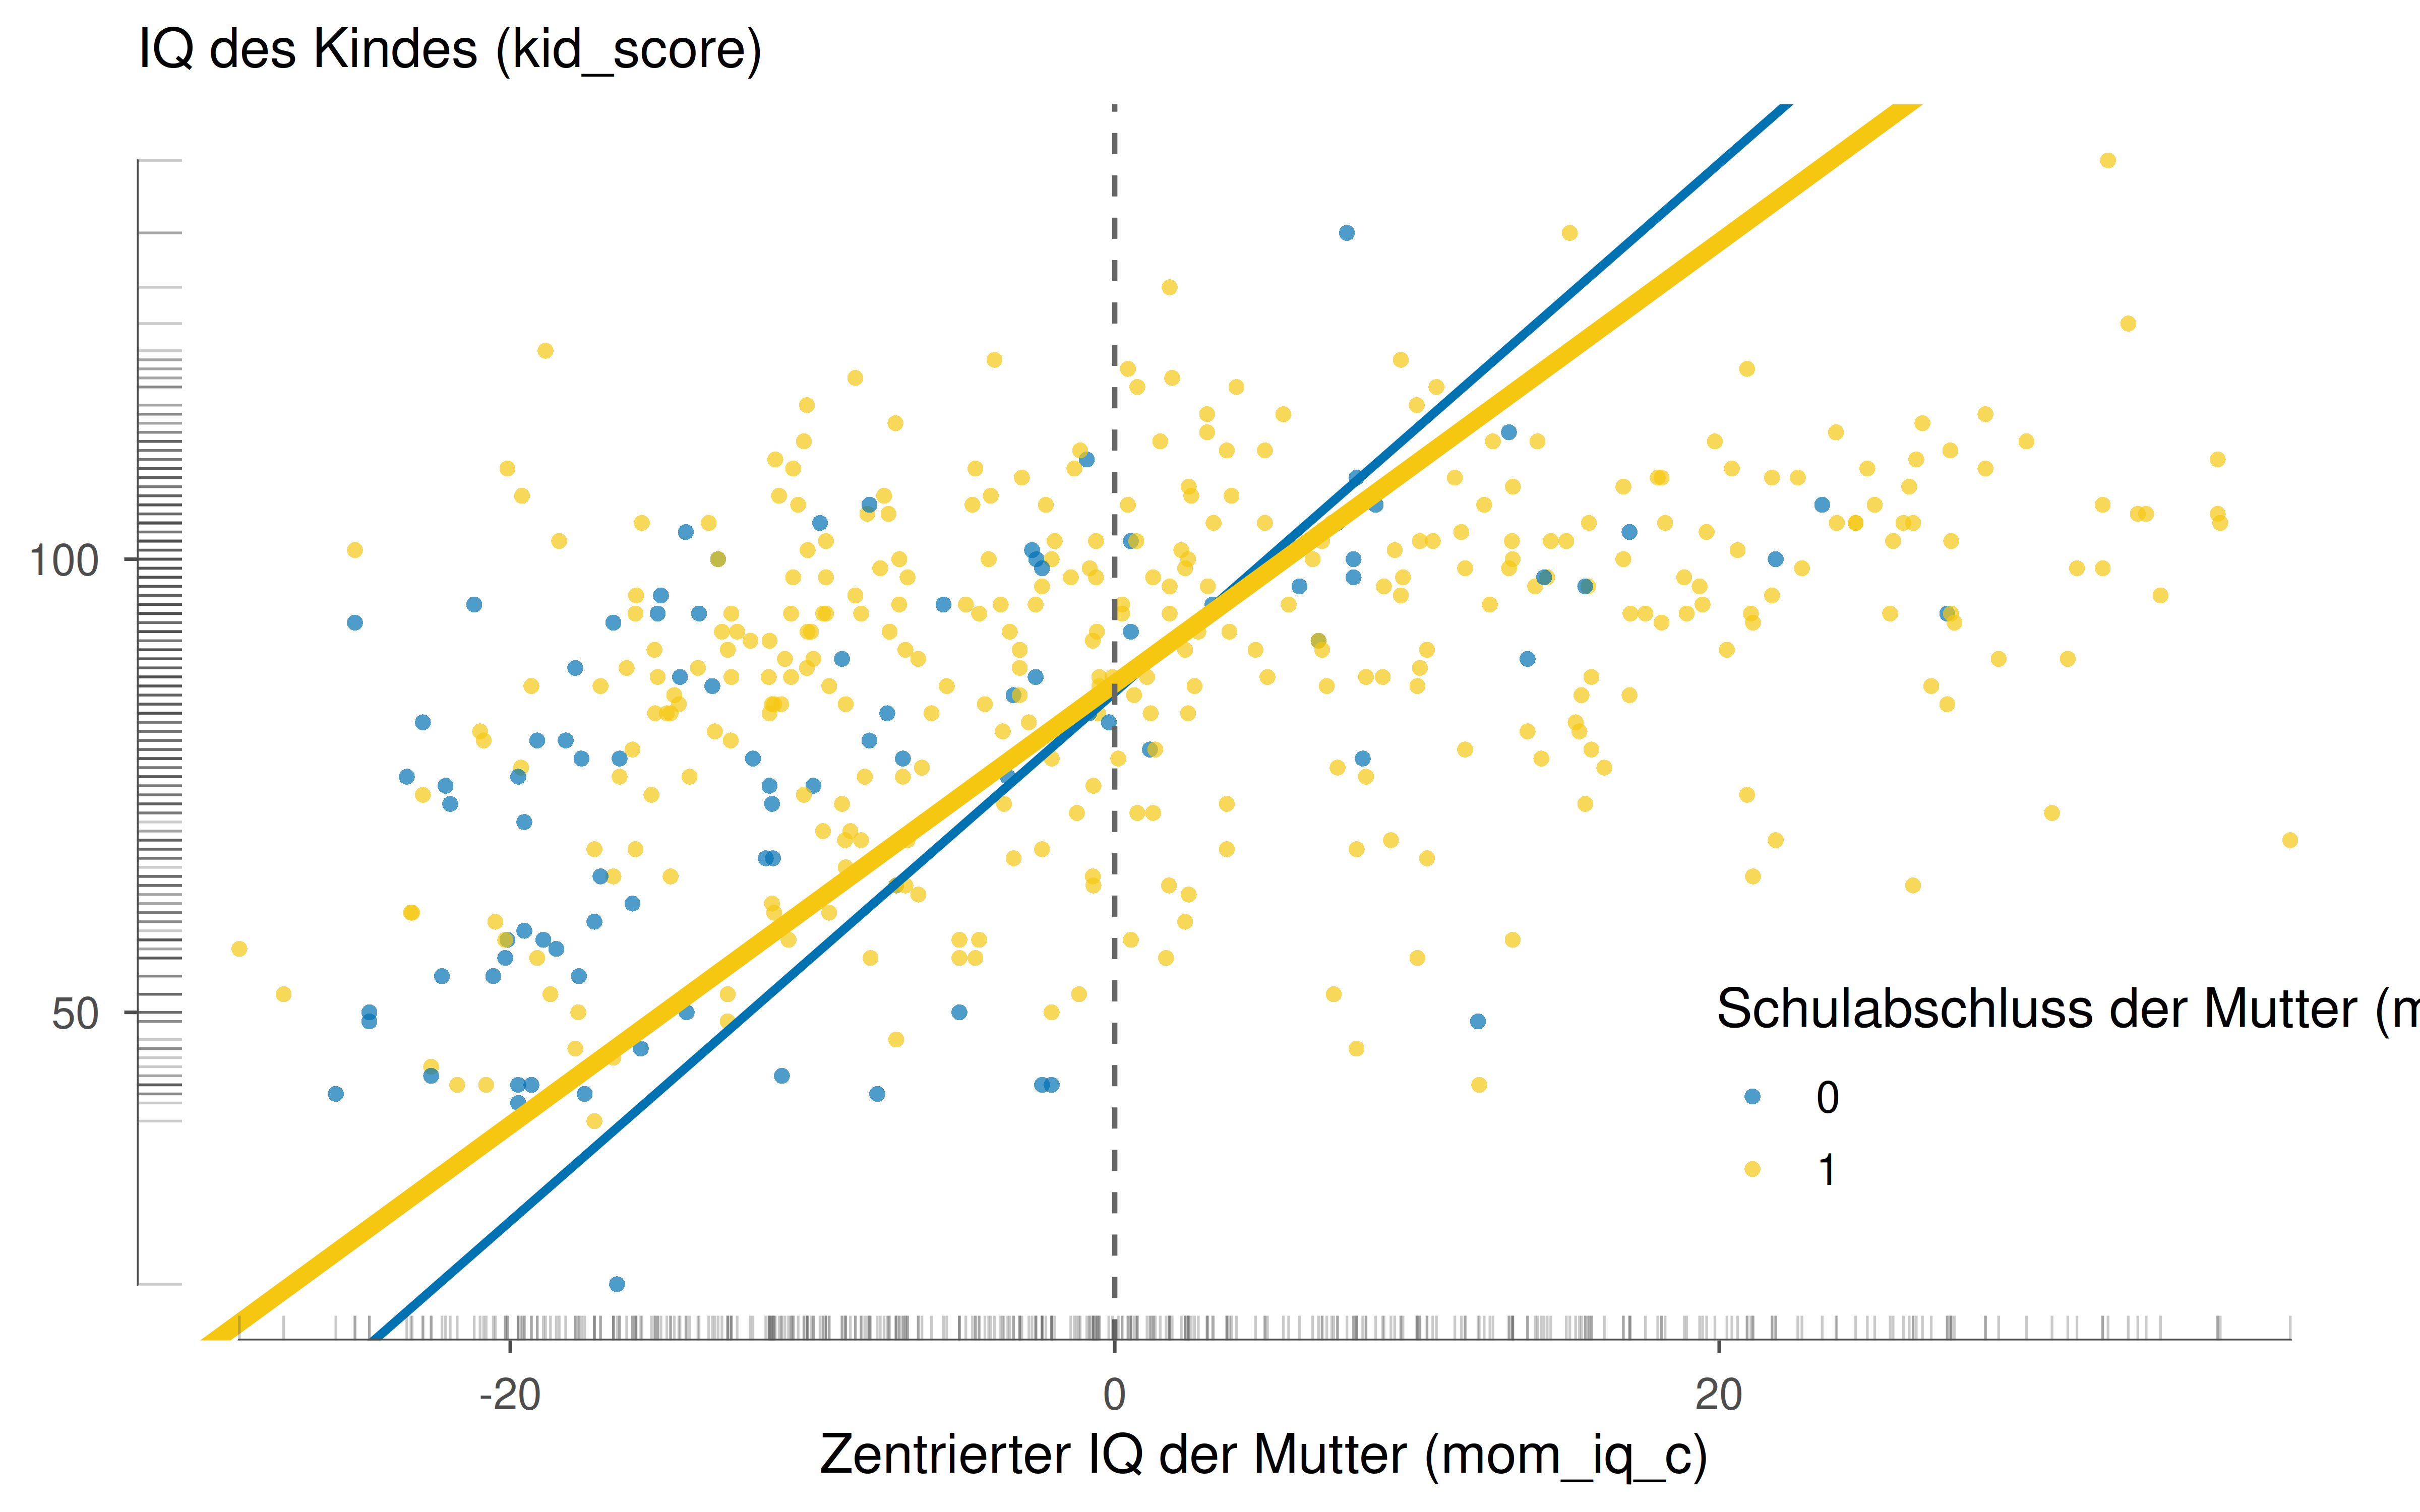 IQ des Kindes (kid_score)
100
50
Schulabschluss der Mutter (m
0
1
-20
0
20
Zentrierter IQ der Mutter (mom_iq_c)